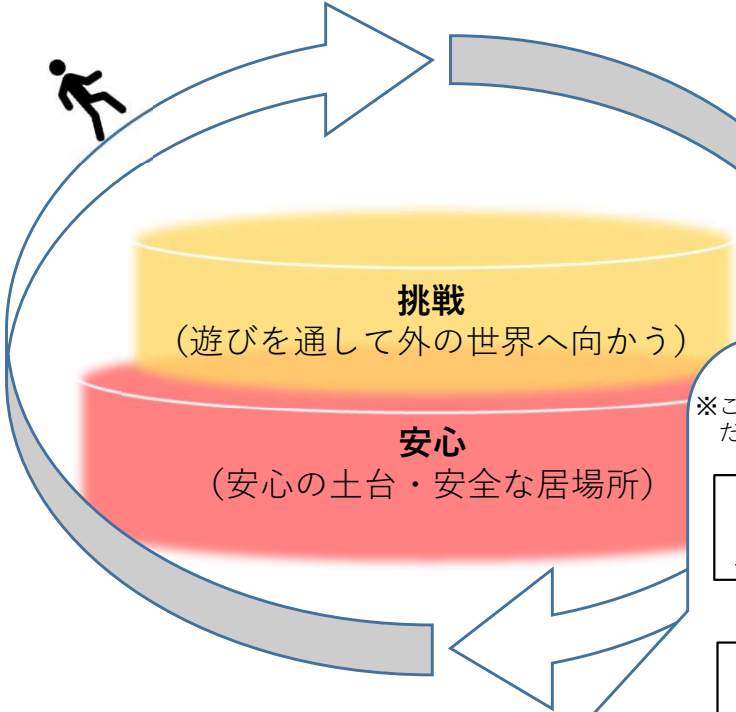 挑戦
（遊びを通して外の世界へ向かう）
安心
（安心の土台・安全な居場所）
※こ
だ